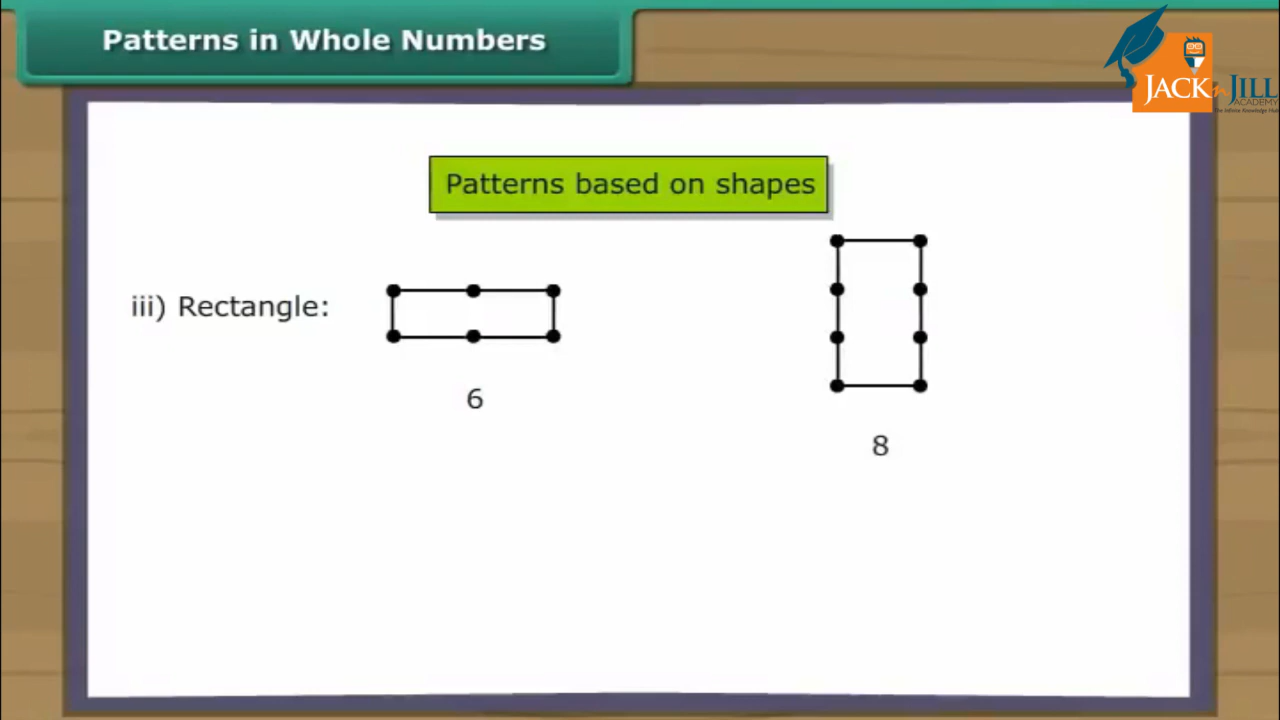 Patterns in Whole Numbers
JACK n JILL
ACADEMY
Patterns based on shapes
iii) Rectangle:
6
8